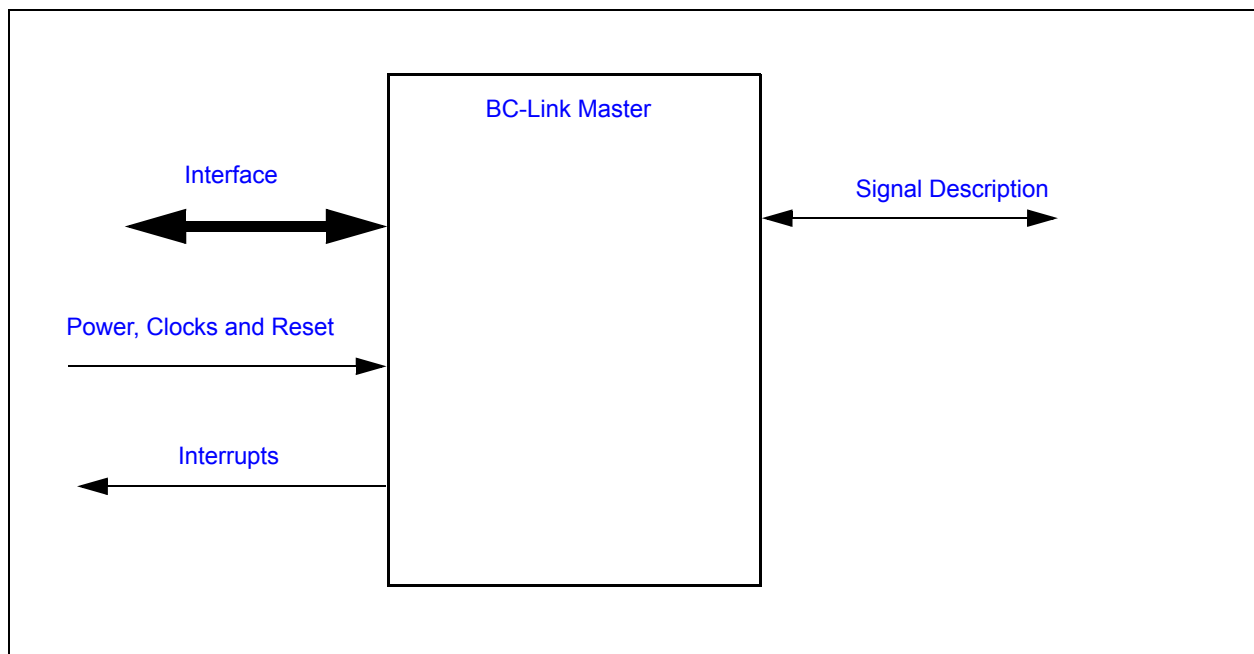 BC-Link Master
Interface
Signal Description
Power, Clocks and Reset
Interrupts